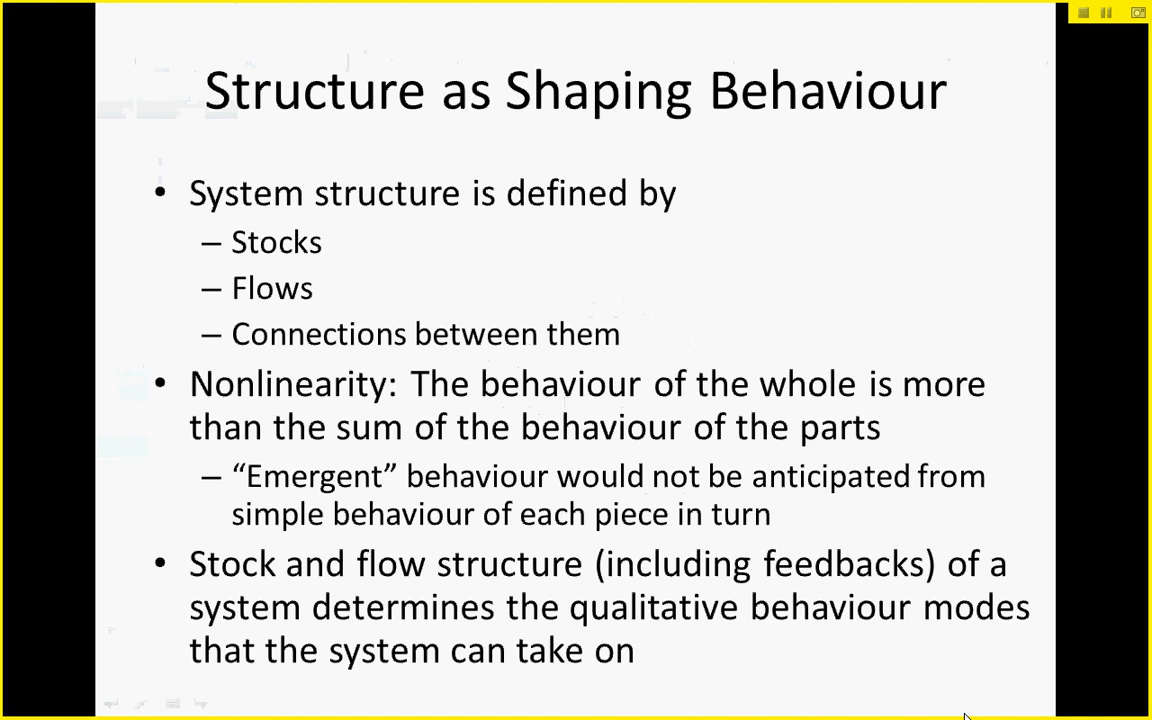 Structure as Shaping Behaviour
• System structure is defined by
– Stocks
– Flows
– Connections between them
• Nonlinearity: The behaviour of the whole is more
than the sum of the behaviour of the parts
– “Emergent” behaviour would not be anticipated from
simple behaviour of each piece in turn
• Stock and flow structure (including feedbacks) of a
system determines the qualitative behaviour modes
that the system can take on